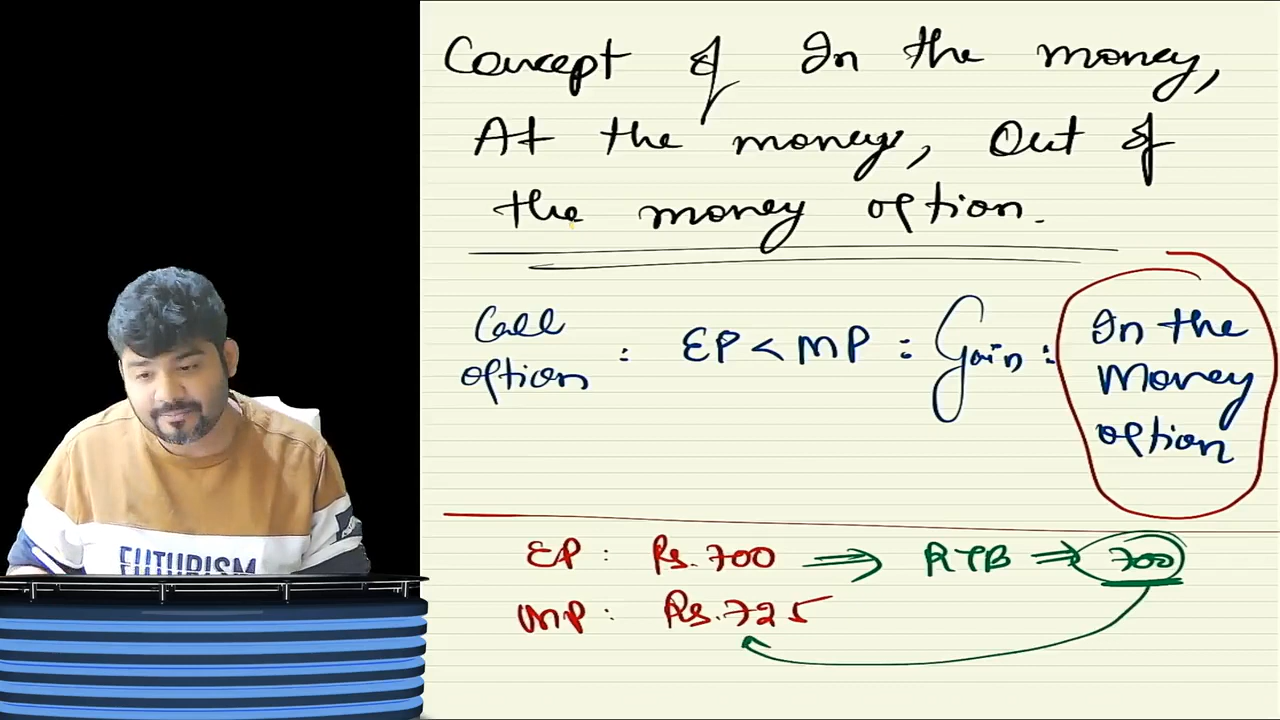 Concept of In the money,
At the money, Out of
the money option.
Call
option : EP < MP = Gain :
In the
Money
option
EP : Rs. 700 ⇒ RTB ⇒ 700
MP : Rs. 725
FUTURISM